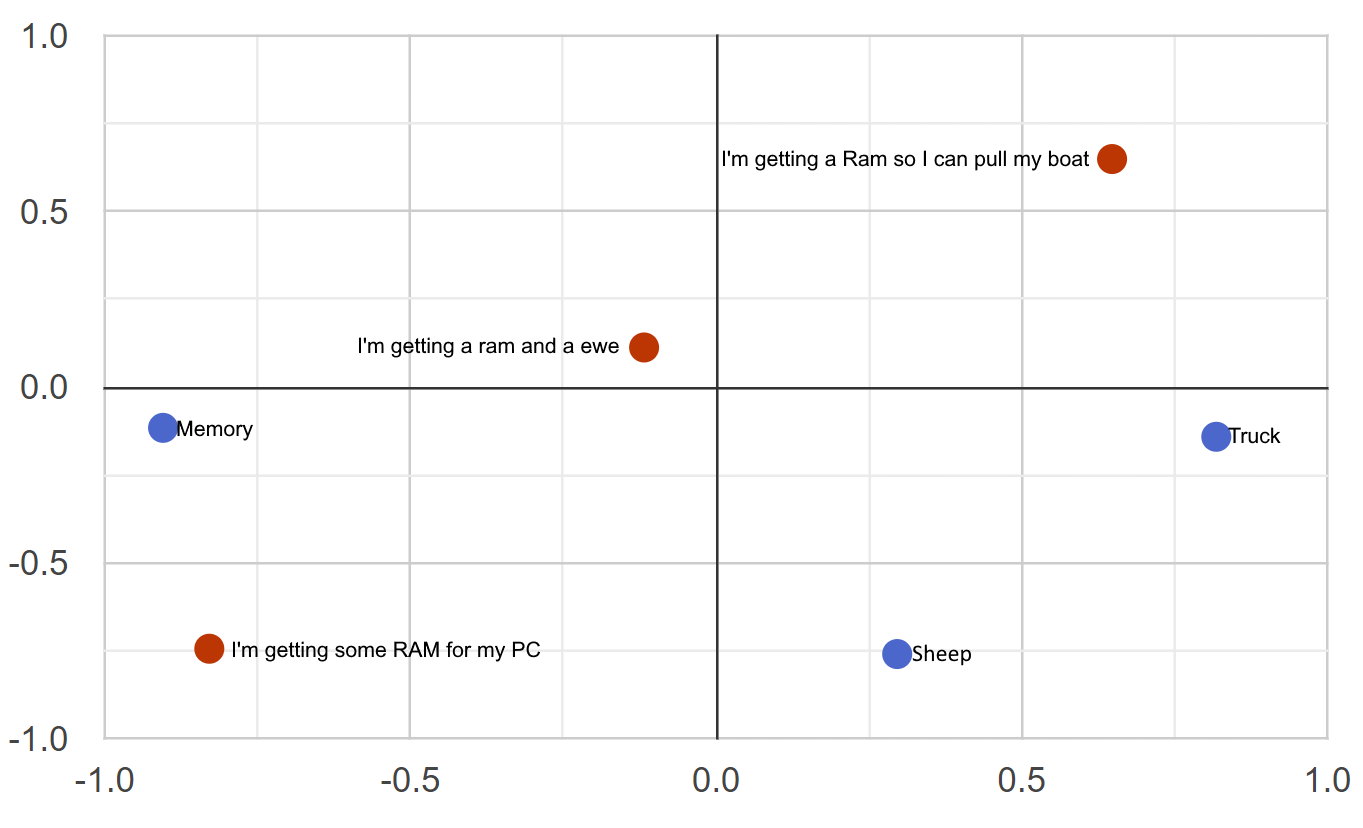 1.0
I'm getting a Ram so I can pull my boat
0.5
I'm getting a ram and a ewe
0.0
Memory
Truck
-0.5
I'm getting some RAM for my PC
Sheep
-1.0
-1.0 -0.5 0.0 0.5 1.0